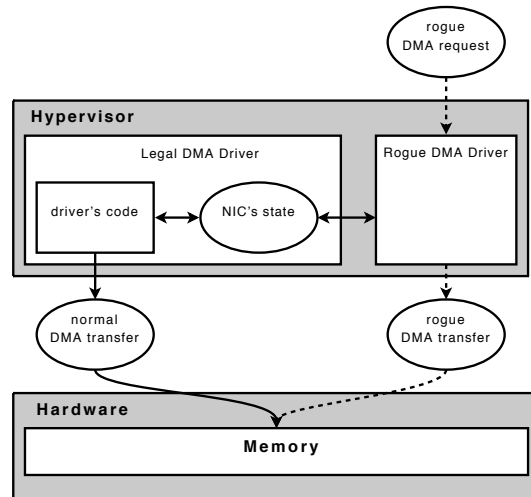 rogue
DMA request
Hypervisor
Legal DMA Driver
Rogue DMA Driver
driver's code
NIC's state
normal
DMA transfer
rogue
DMA transfer
Hardware
Memory